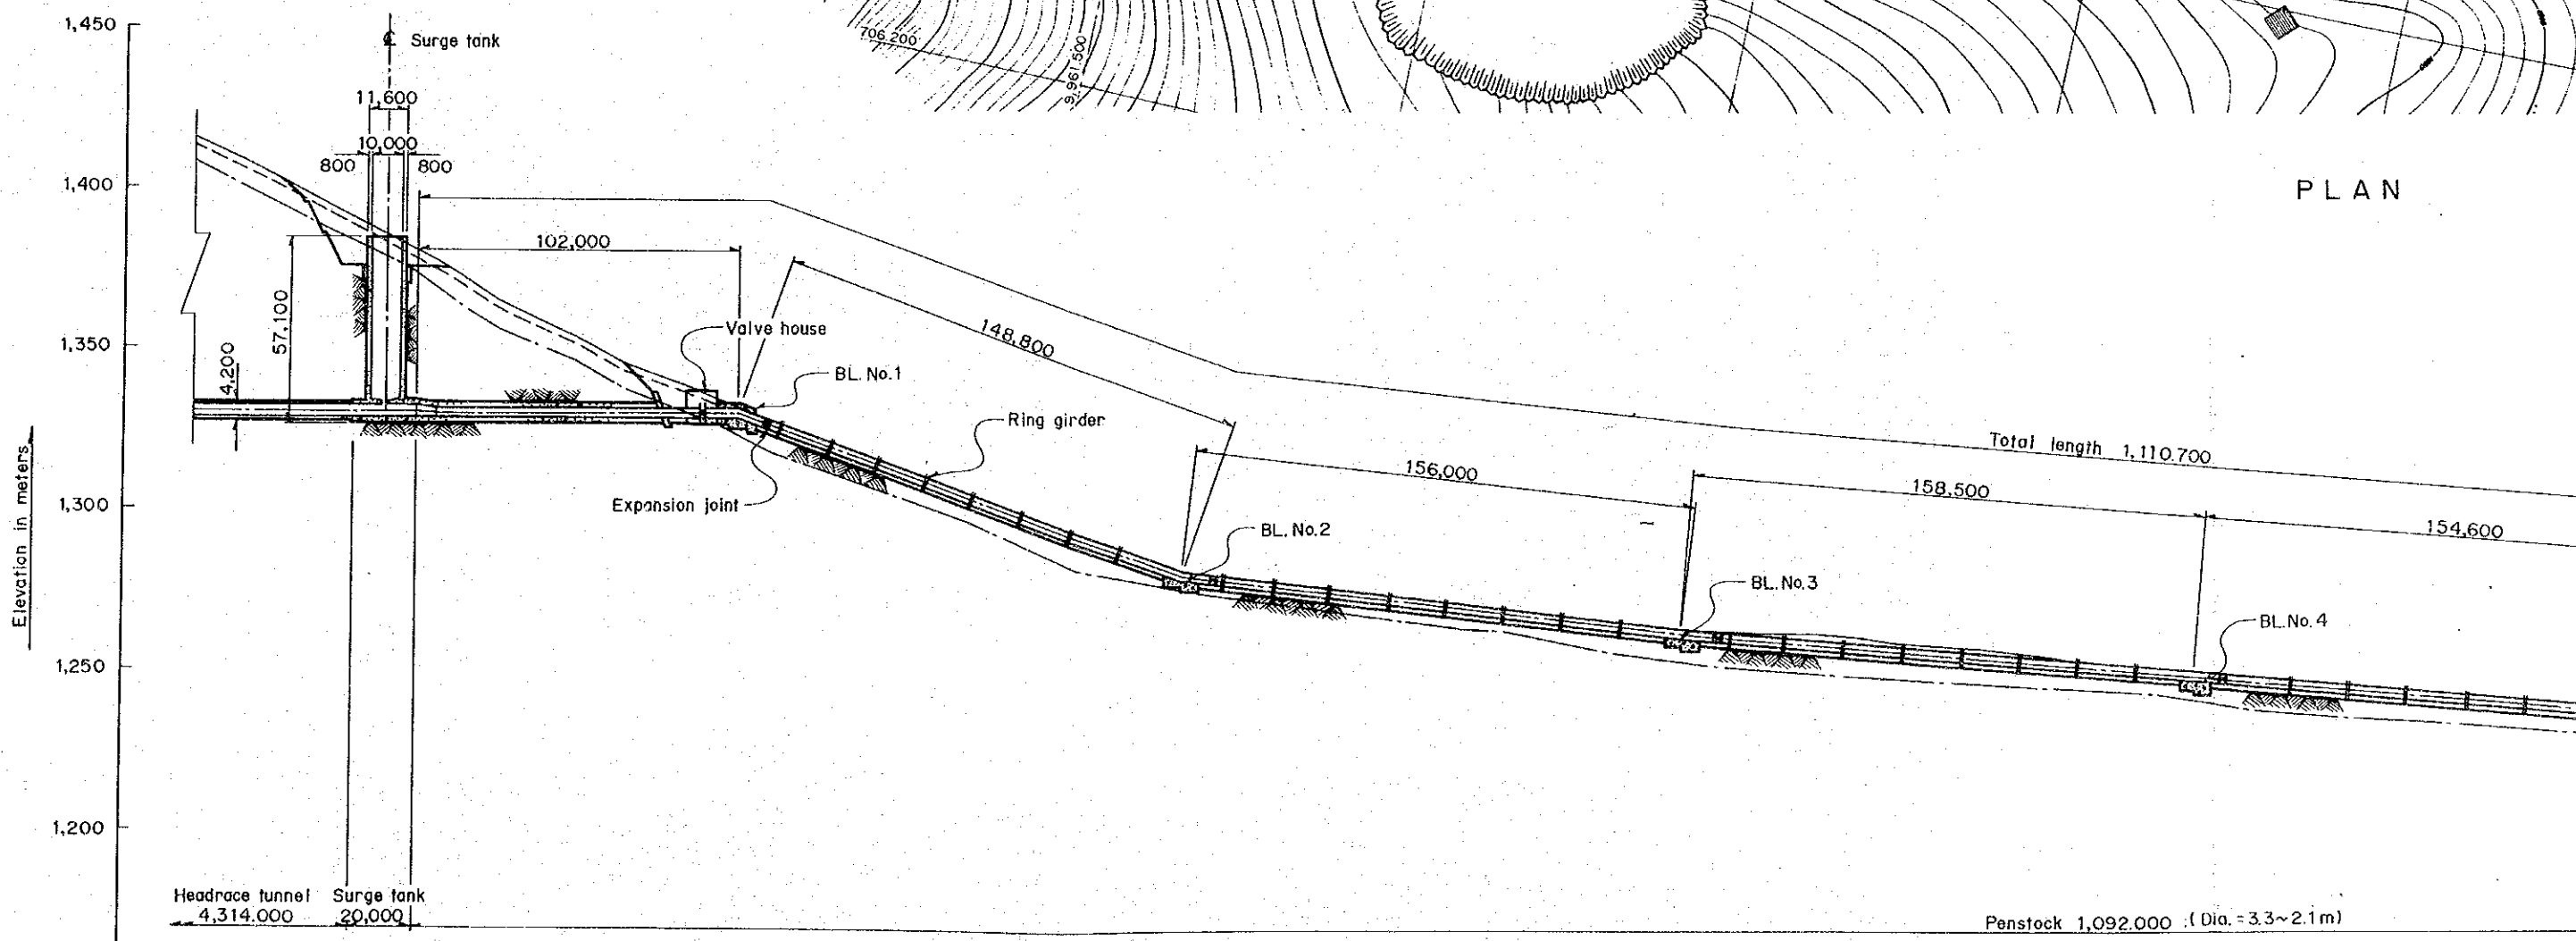 1,450
℄ Surge tank
706.200
9,961.500
11,600
10,000
800
800
1,400
PLAN
102,000
57,100
Valve house
148,800
1,350
4,200
BL. No.1
Ring girder
Total length 1,110.700
156,000
158,500
Elevation in meters
1,300
Expansion joint
BL. No.2
154,600
BL. No.3
BL. No.4
1,250
1,200
Headrace tunnel
4,314.000
Surge tank
20,000
Penstock 1,092.000 (Dia. = 3.3~2.1m)